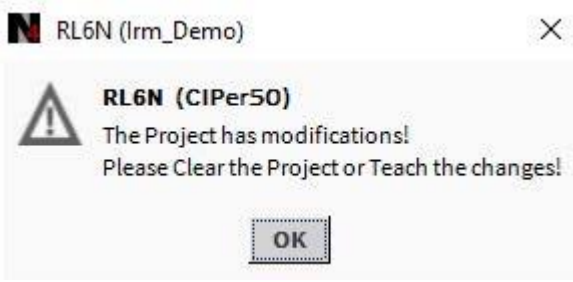 RL6N (Irm_Demo)
RL6N (CIPer50)
The Project has modifications!
Please Clear the Project or Teach the changes!
OK